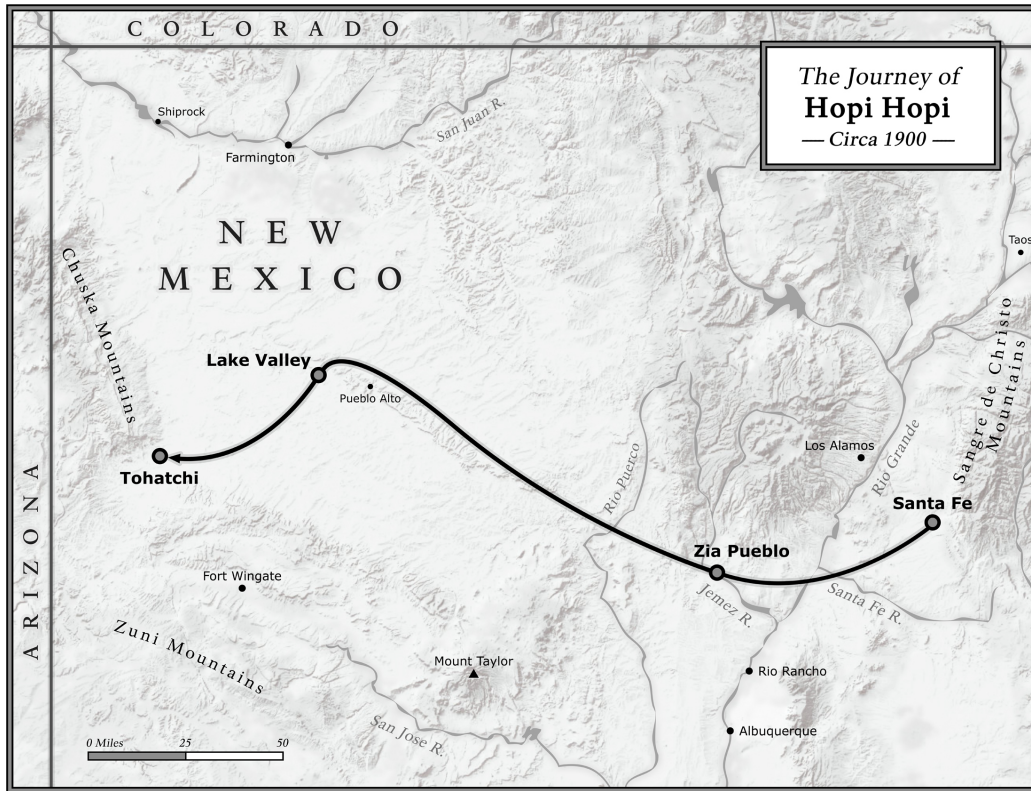 COLORADO
The Journey of
Hopi Hopi
— Circa 1900 —
Shiprock
San Juan R.
Farmington
NEW
MEXICO
Taos
Chuska Mountains
Lake Valley
Pueblo Alto
Sangre de Christo
Mountains
Los Alamos
Rio Grande
Rio Puerco
Tohatchi
ARIZONA
Santa Fe
Zia Pueblo
Fort Wingate
Jemez R.
Santa Fe R.
Zuni Mountains
Mount Taylor
Rio Rancho
San Jose R.
Albuquerque
0 Miles 25 50